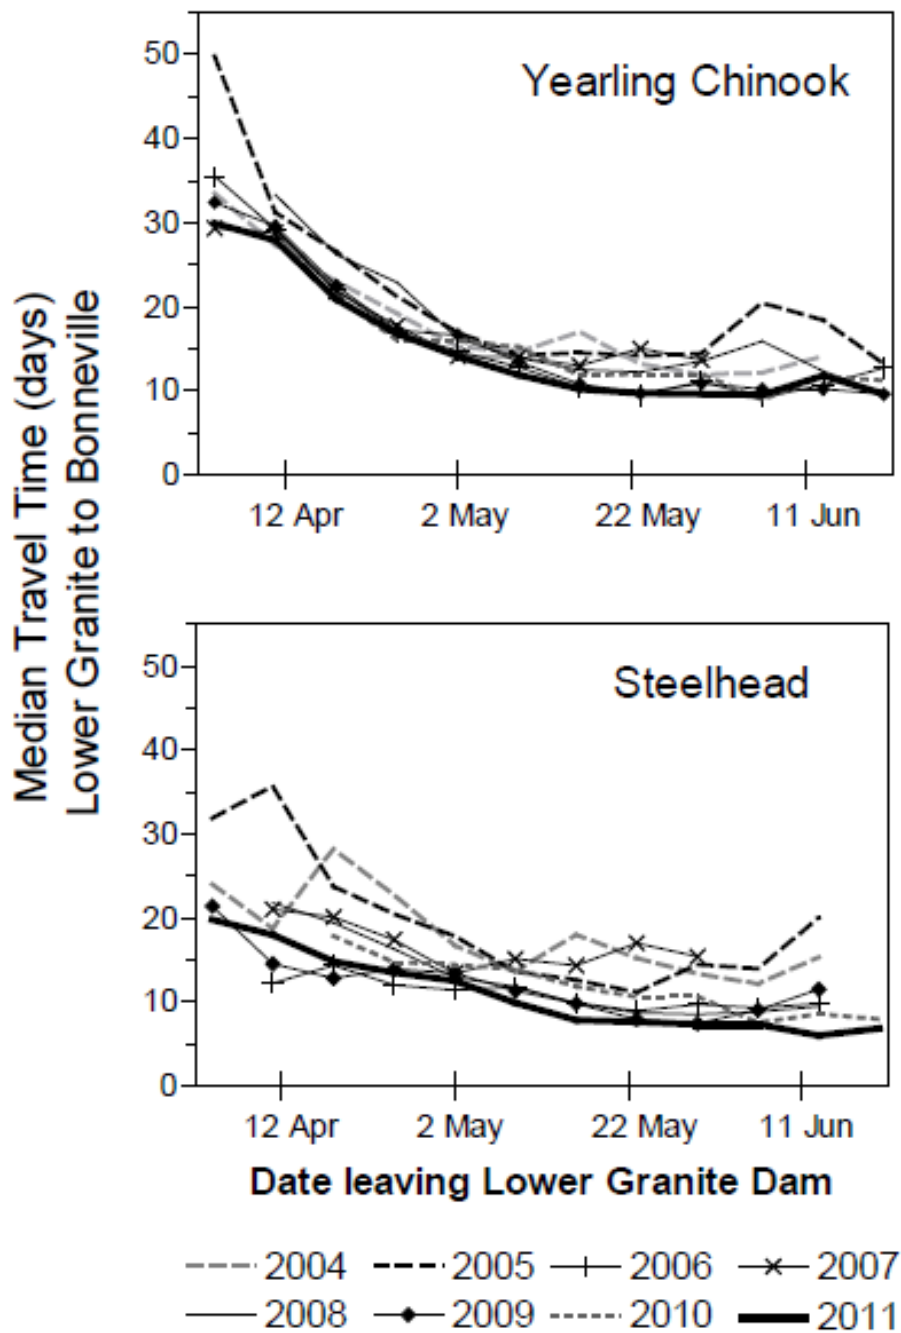 Median Travel Time (days)
Lower Granite to Bonneville
Yearling Chinook
50
40
30
20
10
0
12 Apr
2 May
22 May
11 Jun
Steelhead
50
40
30
20
10
0
12 Apr
2 May
22 May
11 Jun
Date leaving Lower Granite Dam
2004 2005 2006 2007
2008 2009 2010 2011